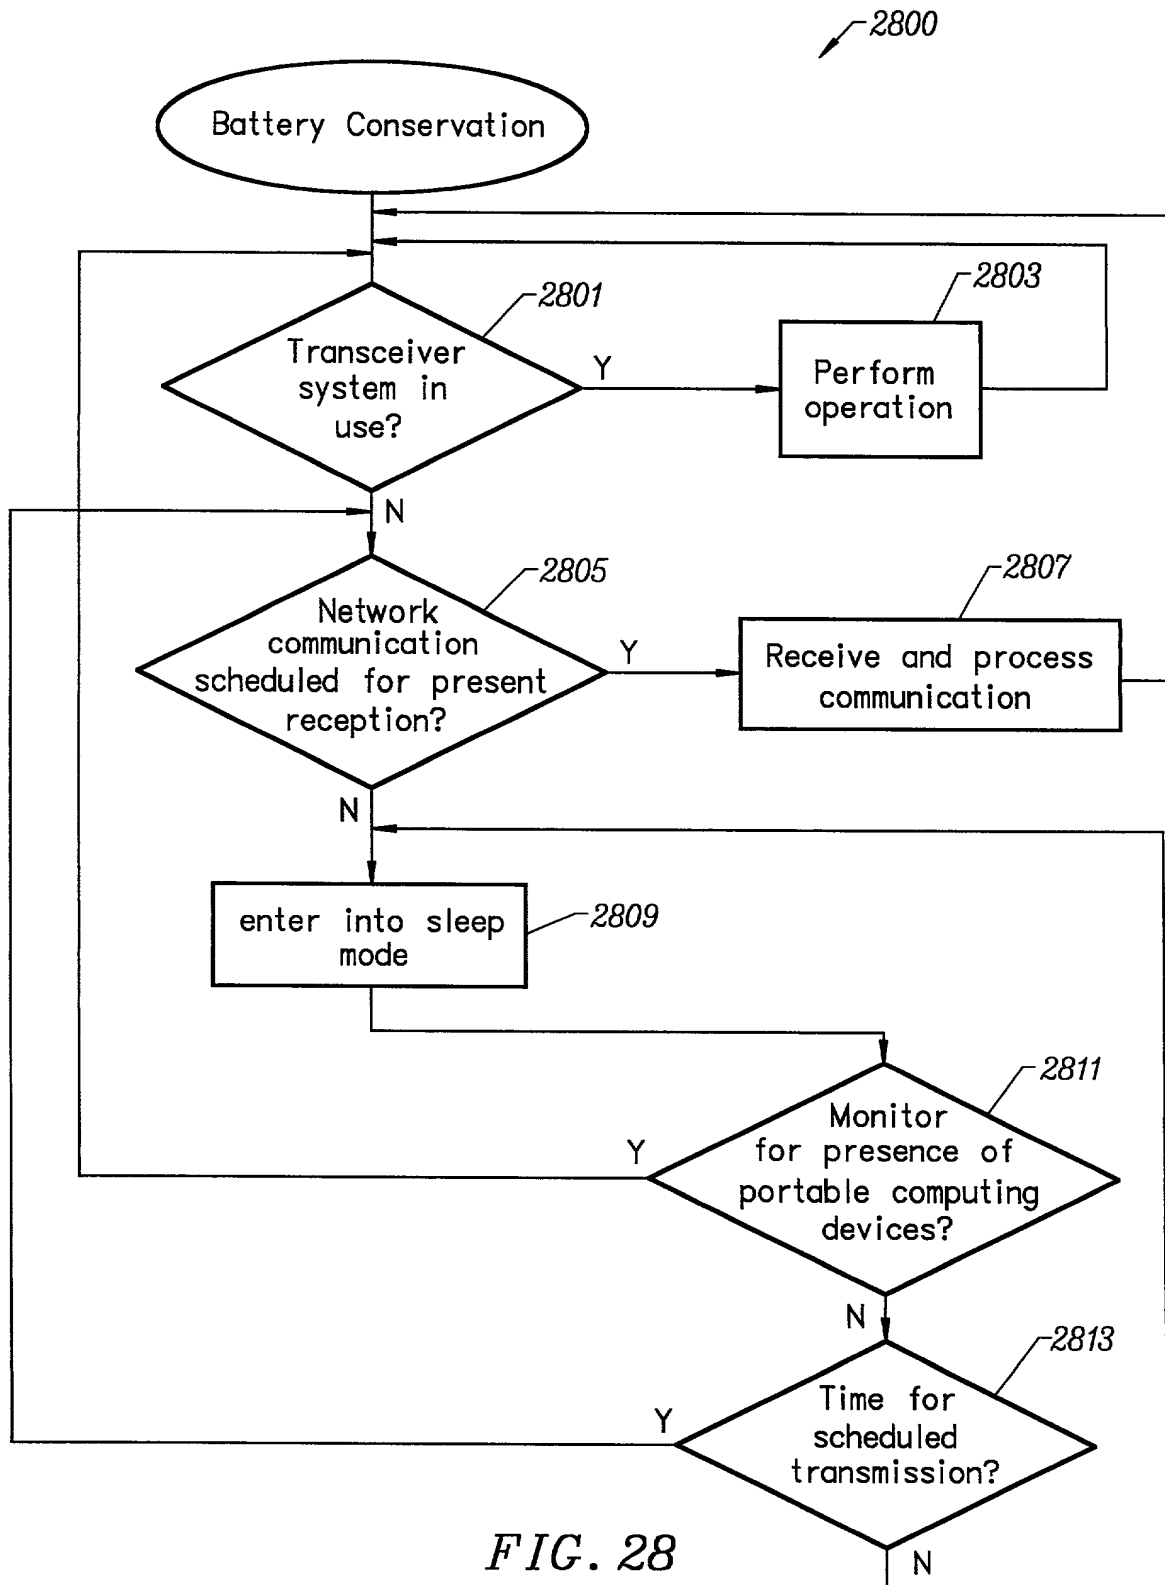 2800
Battery Conservation
2801
Transceiver
system in
use?
Y
2803
Perform
operation
N
2805
Network
communication
scheduled for present
reception?
Y
2807
Receive and process
communication
N
enter into sleep
mode
2809
2811
Monitor
for presence of
portable computing
devices?
Y
N
2813
Time for
scheduled
transmission?
Y
N
FIG. 28